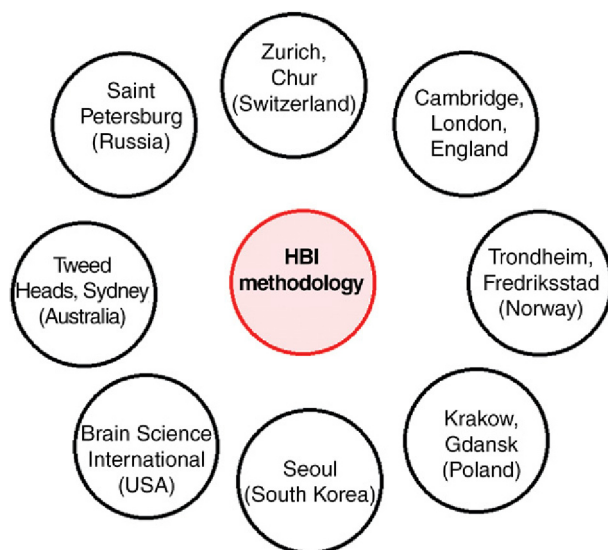 Zurich,
Chur
(Switzerland)
Cambridge,
London,
England
Trondheim,
Fredriksstad
(Norway)
Krakow,
Gdansk
(Poland)
Seoul
(South Korea)
Brain Science
International
(USA)
Tweed
Heads, Sydney
(Australia)
Saint
Petersburg
(Russia)
HBI
methodology